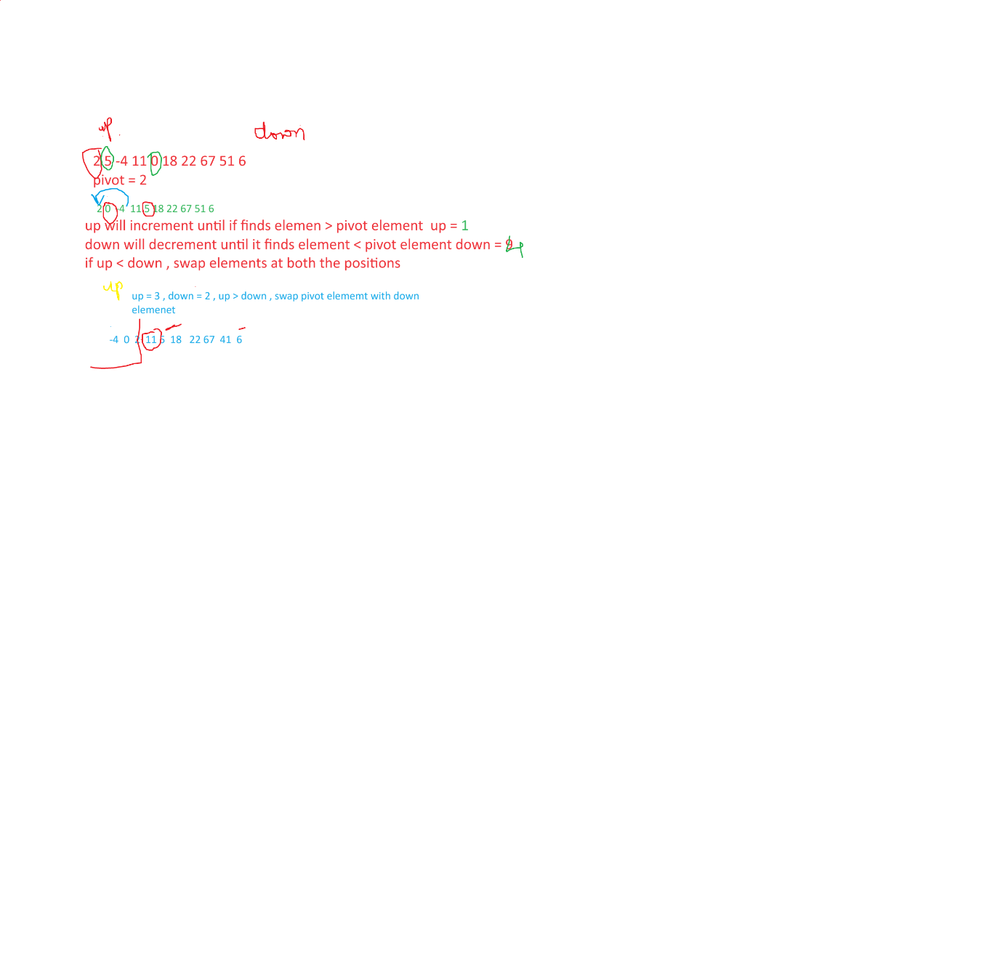 up down
2 5 -4 11 0 18 22 67 51 6
pivot = 2
2 0 -4 11 5 18 22 67 51 6
up will increment until if finds elemen > pivot element up = 1
down will decrement until it finds element < pivot element down = 4
if up < down , swap elements at both the positions
up
up = 3 , down = 2 , up > down , swap pivot elememt with down
elemenet
-4 0 2 11 5 18 22 67 41 6